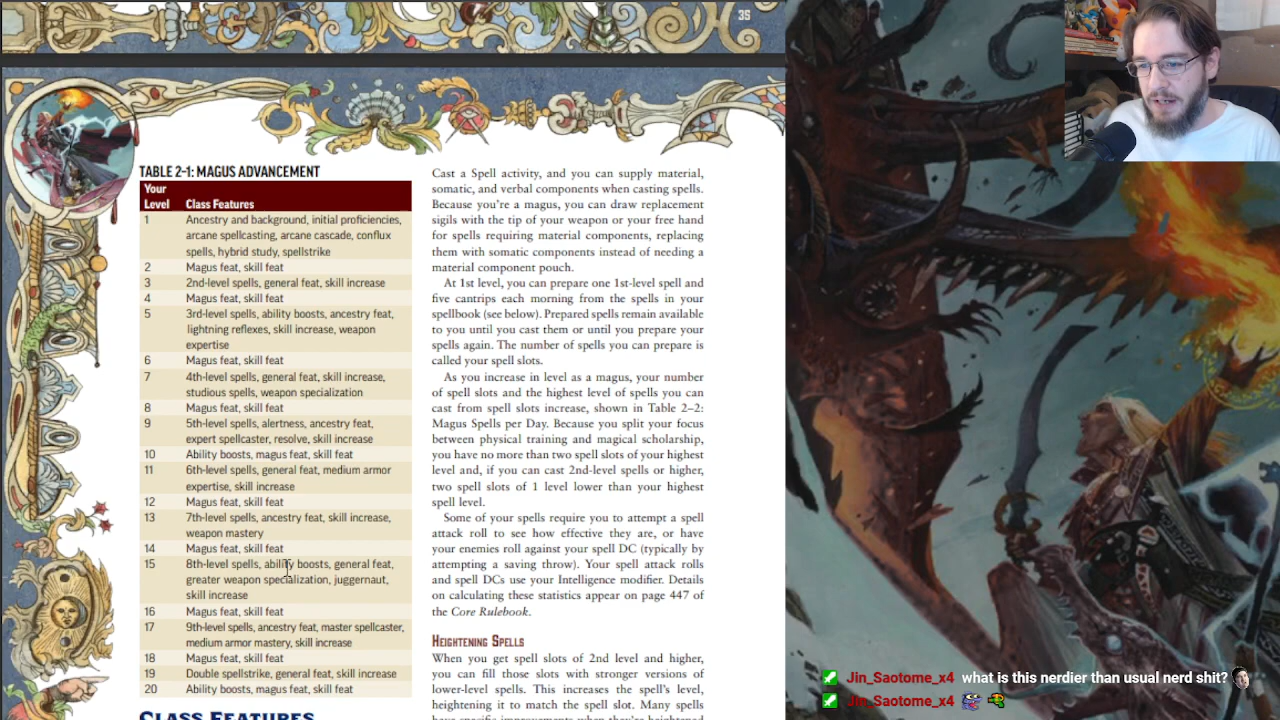 35
TABLE 2–1: MAGUS ADVANCEMENT
Your
Level Class Features
1 Ancestry and background, initial proficiencies,
arcane spellcasting, arcane cascade, conflux
spells, hybrid study, spellstrike
2 Magus feat, skill feat
3 2nd-level spells, general feat, skill increase
4 Magus feat, skill feat
5 3rd-level spells, ability boosts, ancestry feat,
lightning reflexes, skill increase, weapon
expertise
6 Magus feat, skill feat
7 4th-level spells, general feat, skill increase,
studious spells, weapon specialization
8 Magus feat, skill feat
9 5th-level spells, alertness, ancestry feat,
expert spellcaster, resolve, skill increase
10 Ability boosts, magus feat, skill feat
11 6th-level spells, general feat, medium armor
expertise, skill increase
12 Magus feat, skill feat
13 7th-level spells, ancestry feat, skill increase,
weapon mastery
14 Magus feat, skill feat
15 8th-level spells, ability boosts, general feat,
greater weapon specialization, juggernaut,
skill increase
16 Magus feat, skill feat
17 9th-level spells, ancestry feat, master spellcaster,
medium armor mastery, skill increase
18 Magus feat, skill feat
19 Double spellstrike, general feat, skill increase
20 Ability boosts, magus feat, skill feat
CLASS FEATURES
Cast a Spell activity, and you can supply material,
somatic, and verbal components when casting spells.
Because you're a magus, you can draw replacement
sigils with the tip of your weapon or your free hand
for spells requiring material components, replacing
them with somatic components instead of needing a
material component pouch.
At 1st level, you can prepare one 1st-level spell and
five cantrips each morning from the spells in your
spellbook (see below). Prepared spells remain available
to you until you cast them or until you prepare your
spells again. The number of spells you can prepare is
called your spell slots.
As you increase in level as a magus, your number
of spell slots and the highest level of spells you can
cast from spell slots increase, shown in Table 2–2:
Magus Spells per Day. Because you split your focus
between physical training and magical scholarship,
you have no more than two spell slots of your highest
level and, if you can cast 2nd-level spells or higher,
two spell slots of 1 level lower than your highest
spell level.
Some of your spells require you to attempt a spell
attack roll to see how effective they are, or have
your enemies roll against your spell DC (typically by
attempting a saving throw). Your spell attack rolls
and spell DCs use your Intelligence modifier. Details
on calculating these statistics appear on page 447 of
the Core Rulebook.
HEIGHTENING SPELLS
When you get spell slots of 2nd level and higher,
you can fill those slots with stronger versions of
lower-level spells. This increases the spell's level,
heightening it to match the spell slot. Many spells
have specific improvements when they're heightened
Jin_Saotome_x4 what is this nerdier than usual nerd shit?
Jin_Saotome_x4